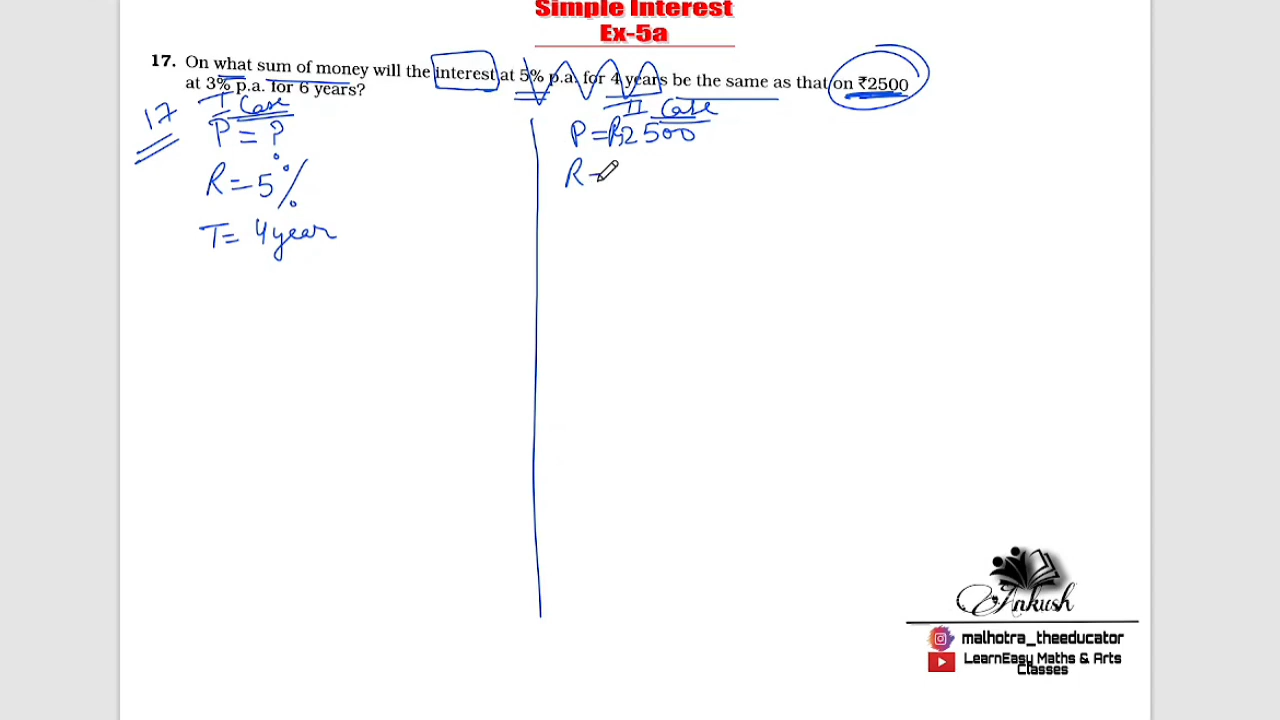 Simple Interest
Ex-5a
17. On what sum of money will the interest at 5% p.a. for 4 years be the same as that on ₹2500
at 3% p.a. for 6 years?
17
I Case
P = ?
R = 5%
T = 4 year
II Case
P = Rs 2500
R =
Ankush
malhotra_theeducator
LearnEasy Maths & Arts
Classes